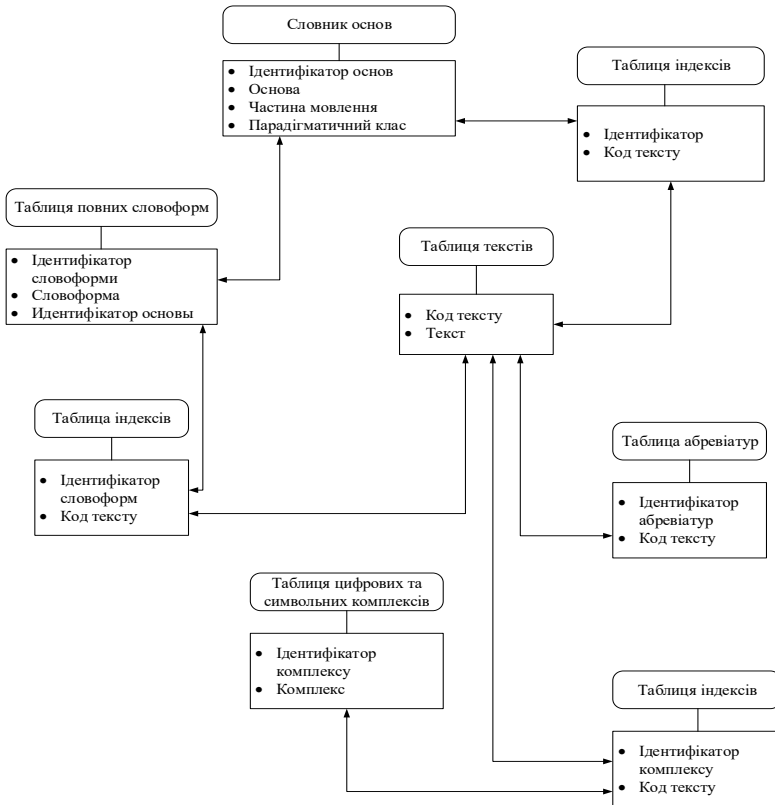 Словник основ
• Ідентифікатор основ
• Основа
• Частина мовлення
• Парадігматичний клас
Таблиця індексів
• Ідентифікатор
• Код тексту
Таблиця повних словоформ
• Ідентифікатор
словоформи
• Словоформа
• Идентифікатор основы
Таблиця текстів
• Код тексту
• Текст
Таблица індексів
• Ідентифікатор
словоформ
• Код тексту
Таблица абревіатур
• Ідентифікатор
абревіатур
• Код тексту
Таблиця цифрових та
символьних комплексів
• Ідентифікатор
комплексу
• Комплекс
Таблиця індексів
• Ідентифікатор
комплексу
• Код тексту